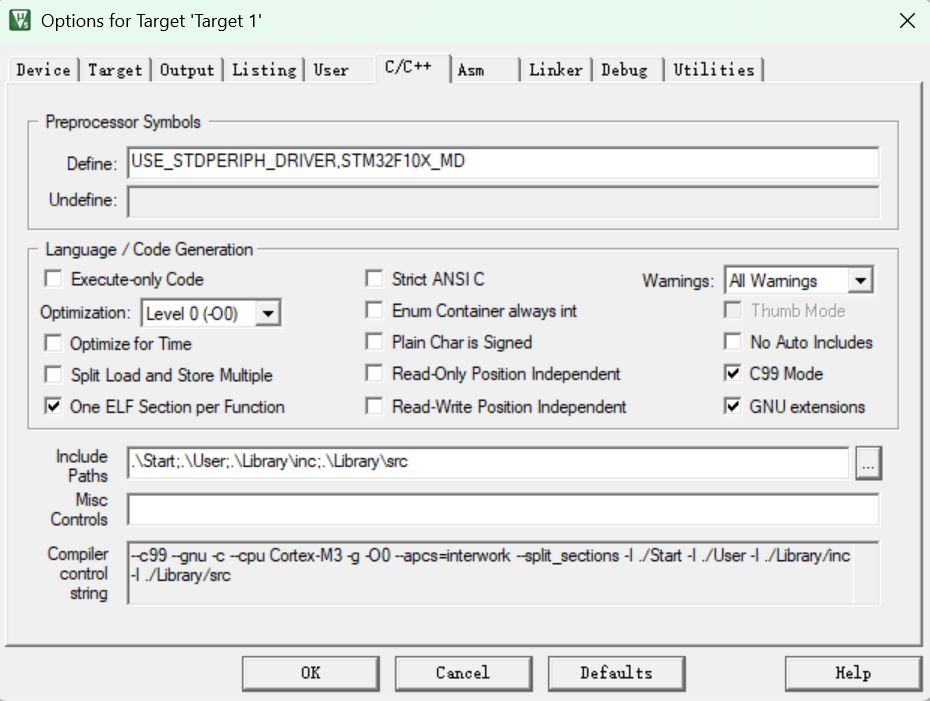 Options for Target 'Target 1'
Device Target Output Listing User C/C++ Asm Linker Debug Utilities
Preprocessor Symbols
Define: USE_STDPERIPH_DRIVER,STM32F10X_MD
Undefine:
Language / Code Generation
Execute-only Code Strict ANSI C Warnings: All Warnings
Optimization: Level 0 (-O0) Enum Container always int Thumb Mode
Optimize for Time Plain Char is Signed No Auto Includes
Split Load and Store Multiple Read-Only Position Independent C99 Mode
One ELF Section per Function Read-Write Position Independent GNU extensions
Include Paths .\Start;.\User;.\Library\inc;.\Library\src ...
Misc Controls
Compiler control string --c99 --gnu -c --cpu Cortex-M3 -g -O0 --apcs=interwork --split_sections -I ./Start -I ./User -I ./Library/inc
-I ./Library/src
OK Cancel Defaults Help